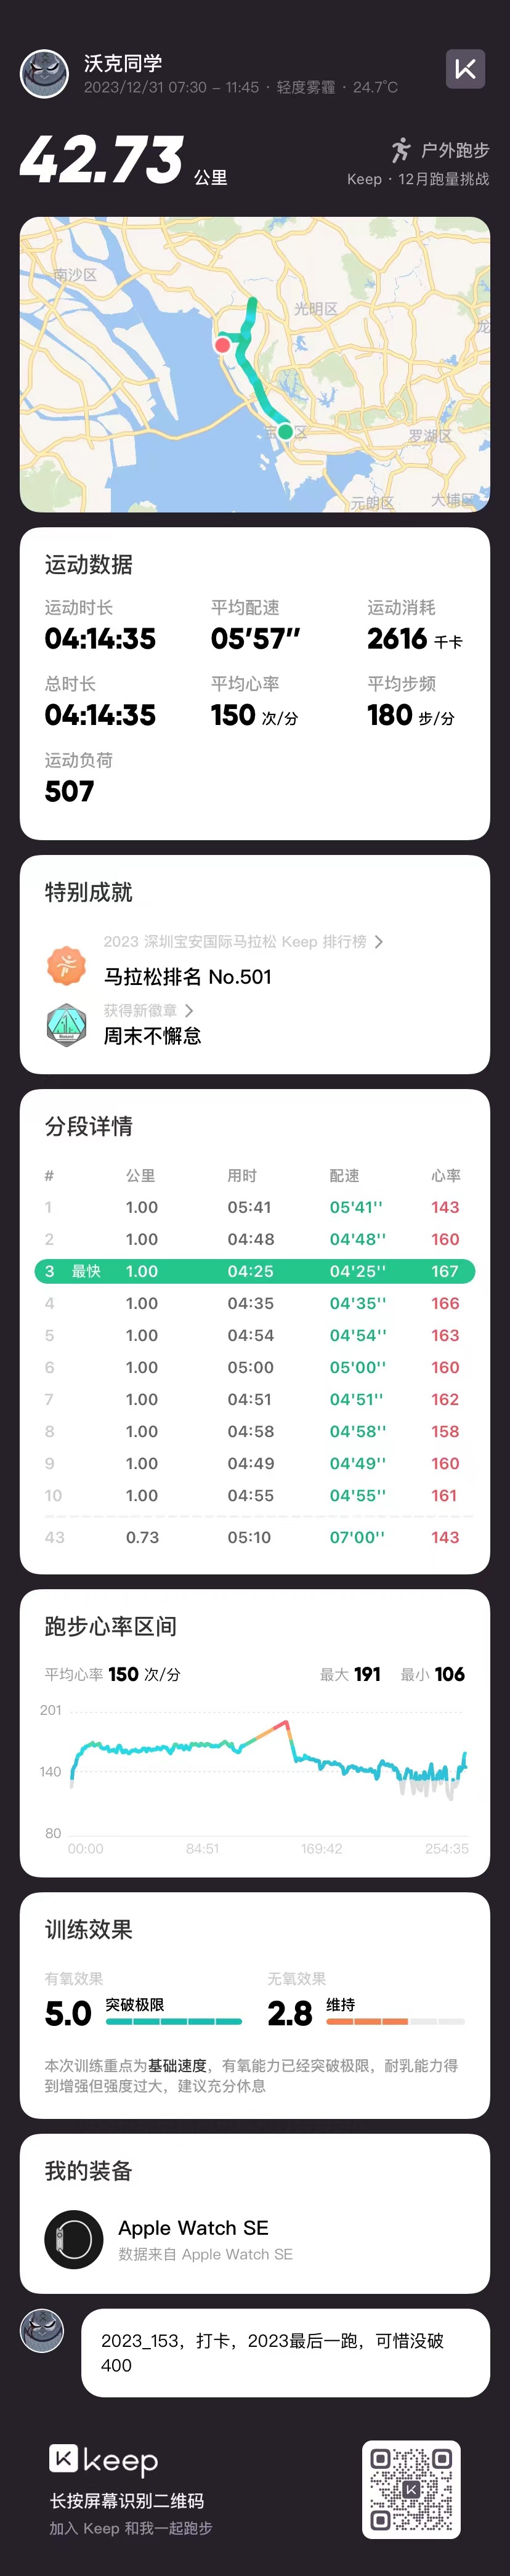 沃克同学
2023/12/31 07:30 – 11:45 · 轻度雾霾 · 24.7°C
42.73 公里
户外跑步
Keep · 12月跑量挑战
南沙区
光明区
龙
区
罗湖区
元朗区
大埔区
运动数据
运动时长 平均配速 运动消耗
04:14:35 05'57'' 2616 千卡
总时长 平均心率 平均步频
04:14:35 150 次/分 180 步/分
运动负荷
507
特别成就
2023 深圳宝安国际马拉松 Keep 排行榜
马拉松排名 No.501
获得新徽章
周末不懈怠
分段详情
# 公里 用时 配速 心率
1 1.00 05:41 05'41'' 143
2 1.00 04:48 04'48'' 160
3 最快 1.00 04:25 04'25'' 167
4 1.00 04:35 04'35'' 166
5 1.00 04:54 04'54'' 163
6 1.00 05:00 05'00'' 160
7 1.00 04:51 04'51'' 162
8 1.00 04:58 04'58'' 158
9 1.00 04:49 04'49'' 160
10 1.00 04:55 04'55'' 161
43 0.73 05:10 07'00'' 143
跑步心率区间
平均心率 150 次/分 最大 191 最小 106
201
140
80
00:00 84:51 169:42 254:35
训练效果
有氧效果 无氧效果
5.0 突破极限 2.8 维持
本次训练重点为基础速度，有氧能力已经突破极限，耐乳能力得
到增强但强度过大，建议充分休息
我的装备
Apple Watch SE
数据来自 Apple Watch SE
2023_153，打卡，2023最后一跑，可惜没破
400
keep
长按屏幕识别二维码
加入 Keep 和我一起跑步